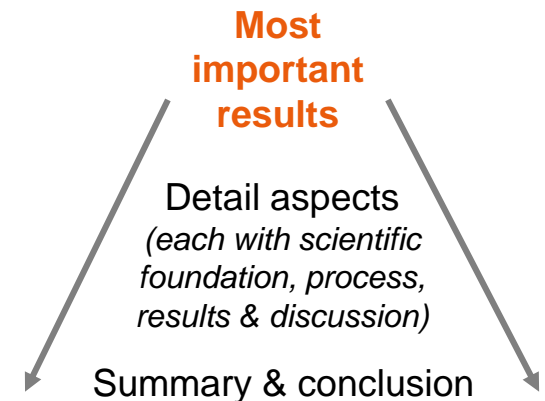 Most
important
results
Detail aspects
(each with scientific
foundation, process,
results & discussion)
Summary & conclusion